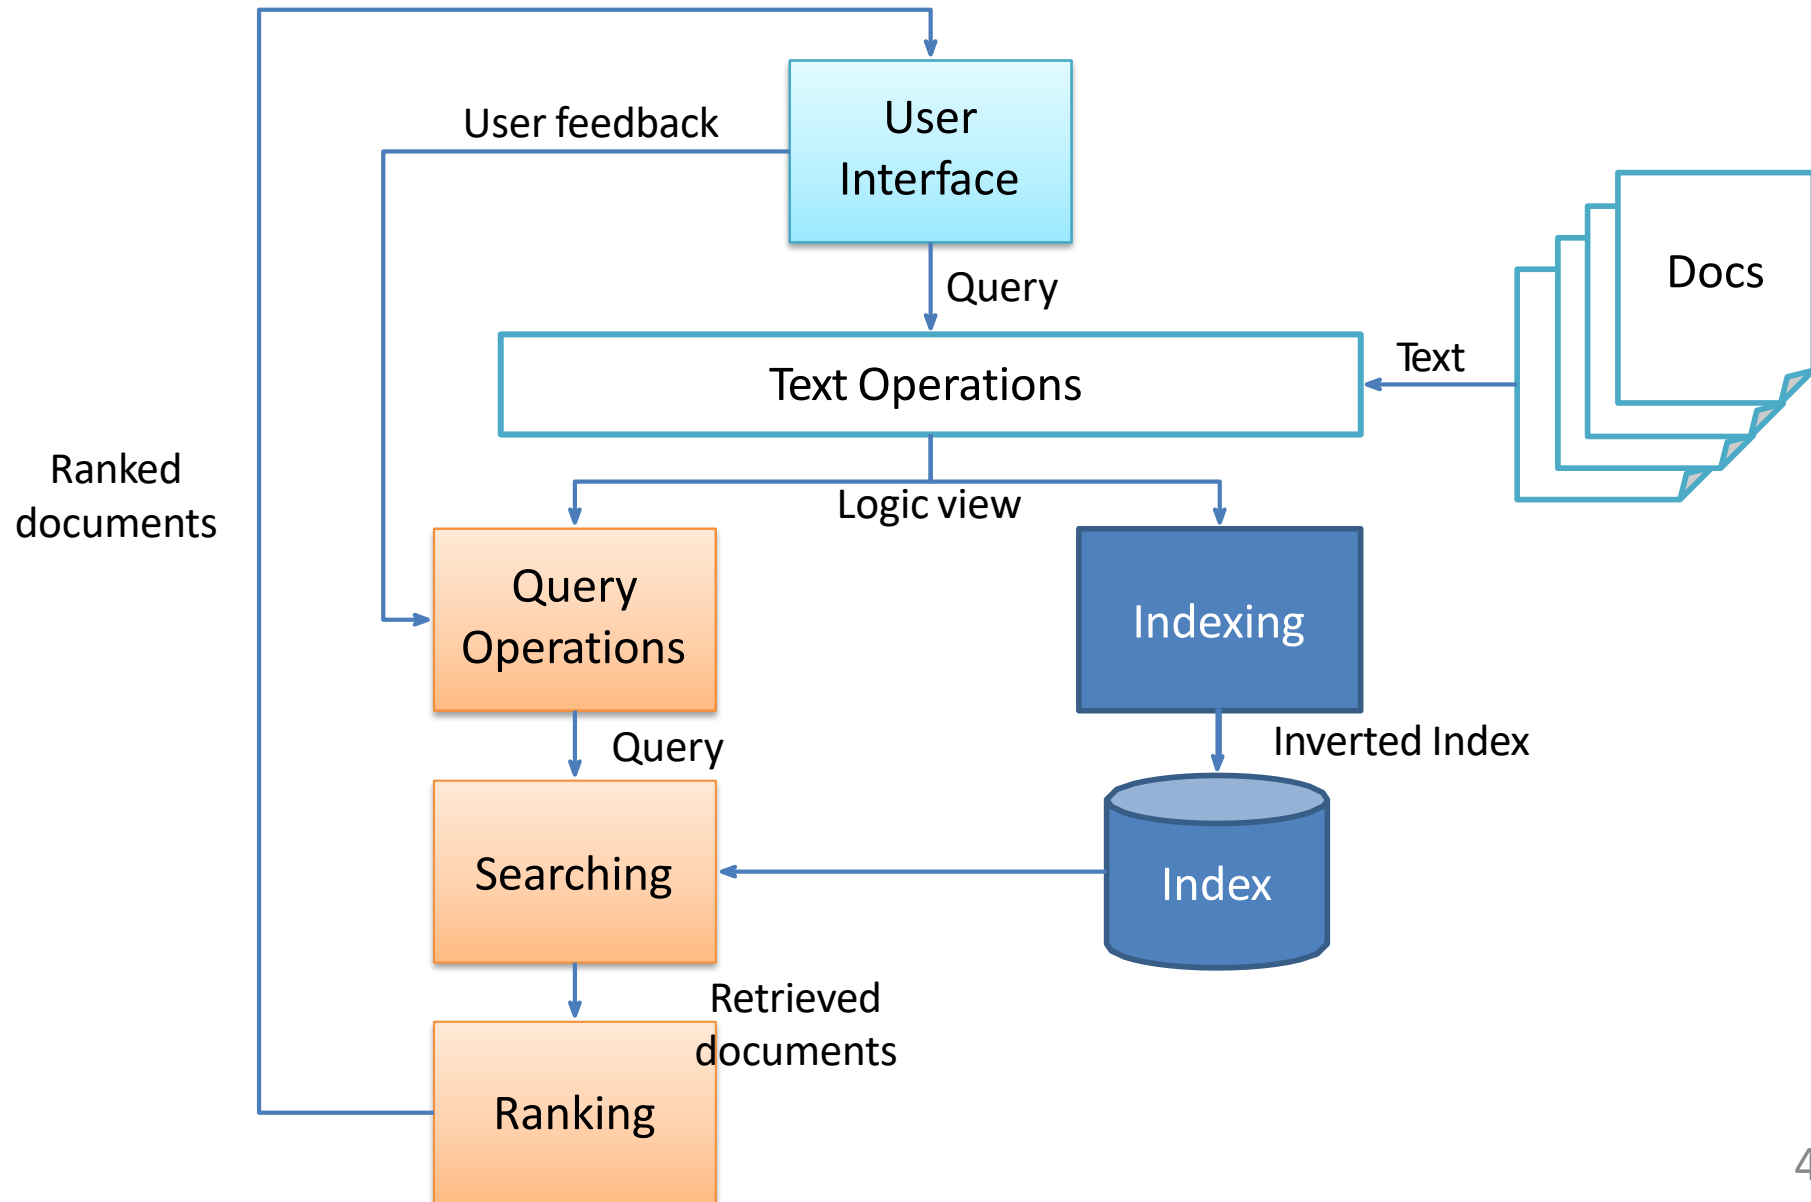 User
Interface
User feedback
Query
Docs
Text
Text Operations
Ranked
documents
Logic view
Query
Operations
Indexing
Query
Inverted Index
Searching
Index
Retrieved
documents
Ranking
4